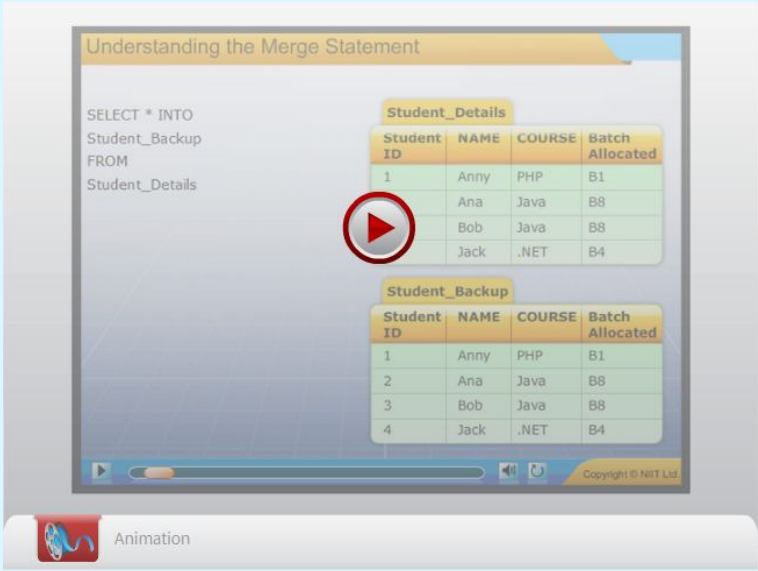 Understanding the Merge Statement
SELECT * INTO
Student_Backup
FROM
Student_Details
Student_Details
Student ID NAME COURSE Batch Allocated
1 Anny PHP B1
Ana Java B8
Bob Java B8
Jack .NET B4
Student_Backup
Student ID NAME COURSE Batch Allocated
1 Anny PHP B1
2 Ana Java B8
3 Bob Java B8
4 Jack .NET B4
Copyright © NIIT Ltd.
Animation